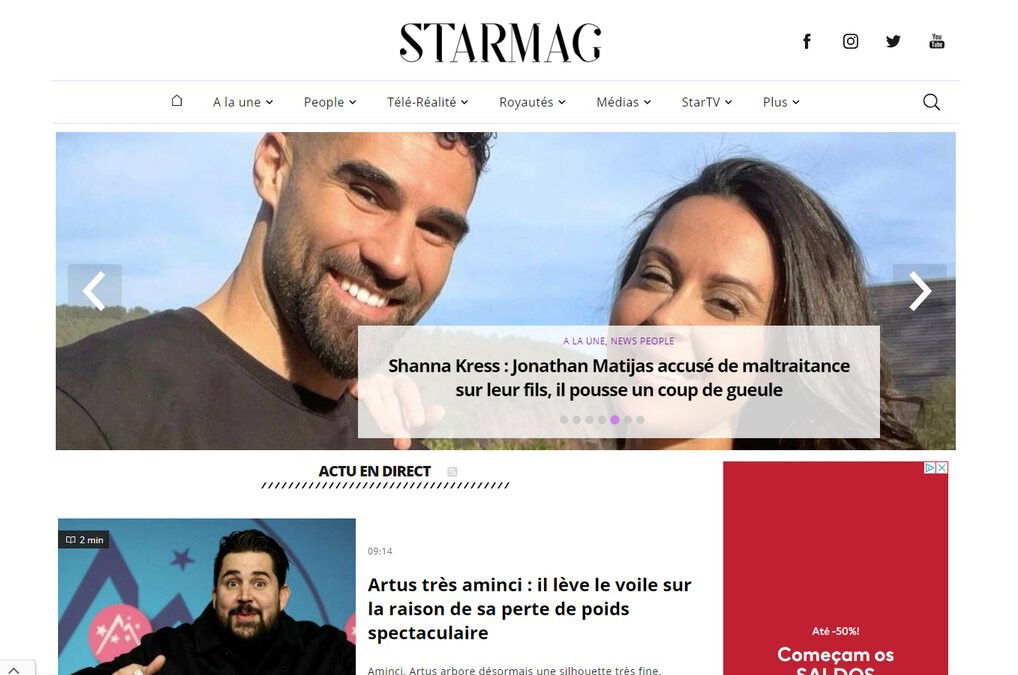 STARMAG
You
Tube
A la une
People
Télé-Réalité
Royautés
Médias
StarTV
Plus
A LA UNE, NEWS PEOPLE
Shanna Kress : Jonathan Matijas accusé de maltraitance
sur leur fils, il pousse un coup de gueule
ACTU EN DIRECT
2 min
09:14
Artus très aminci : il lève le voile sur
la raison de sa perte de poids
spectaculaire
Aminci, Artus arbore désormais une silhouette très fine.
Até -50%!
Começam os
SALDOS